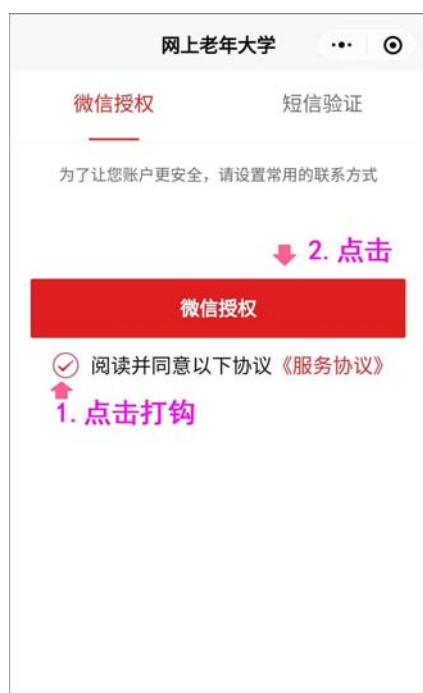 网上老年大学
微信授权 短信验证
为了让您账户更安全，请设置常用的联系方式
2. 点击
微信授权
阅读并同意以下协议《服务协议》
1. 点击打钩